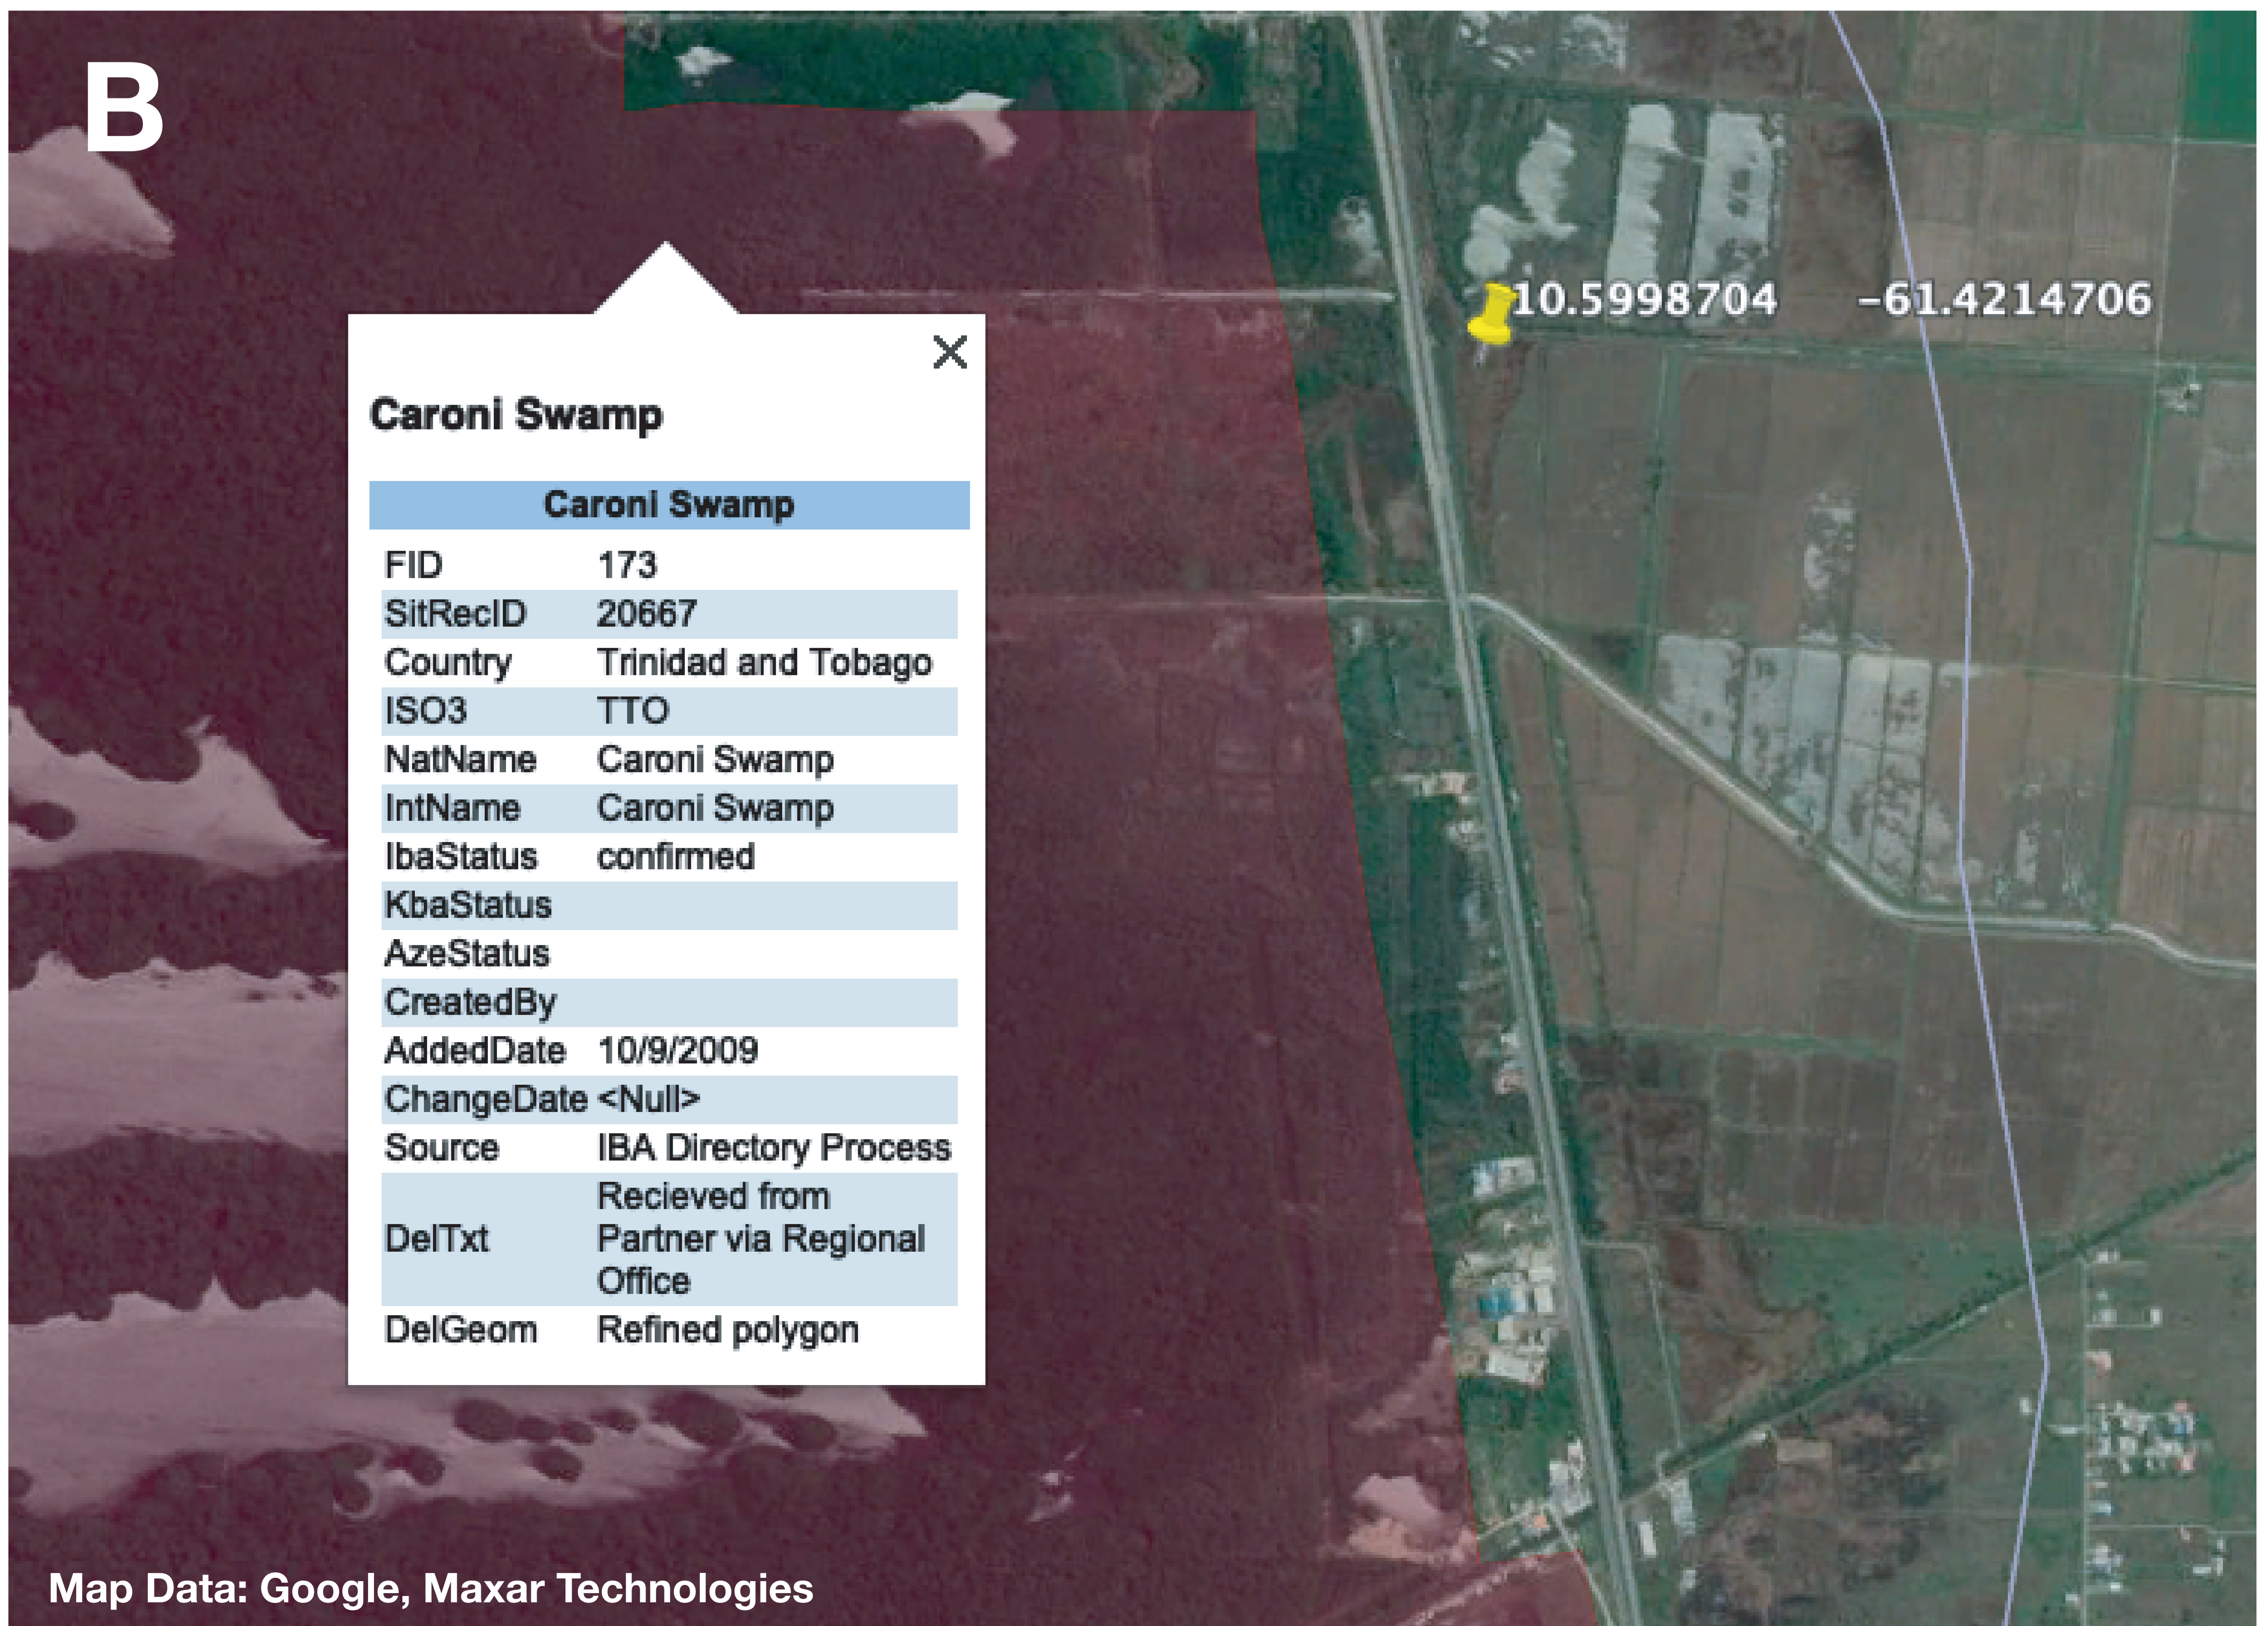 B
10.5998704 −61.4214706
Caroni Swamp
Caroni Swamp
FID 173
SitRecID 20667
Country Trinidad and Tobago
ISO3 TTO
NatName Caroni Swamp
IntName Caroni Swamp
IbaStatus confirmed
KbaStatus
AzeStatus
CreatedBy
AddedDate 10/9/2009
ChangeDate <Null>
Source IBA Directory Process
DelTxt Recieved from
Partner via Regional
Office
DelGeom Refined polygon
Map Data: Google, Maxar Technologies